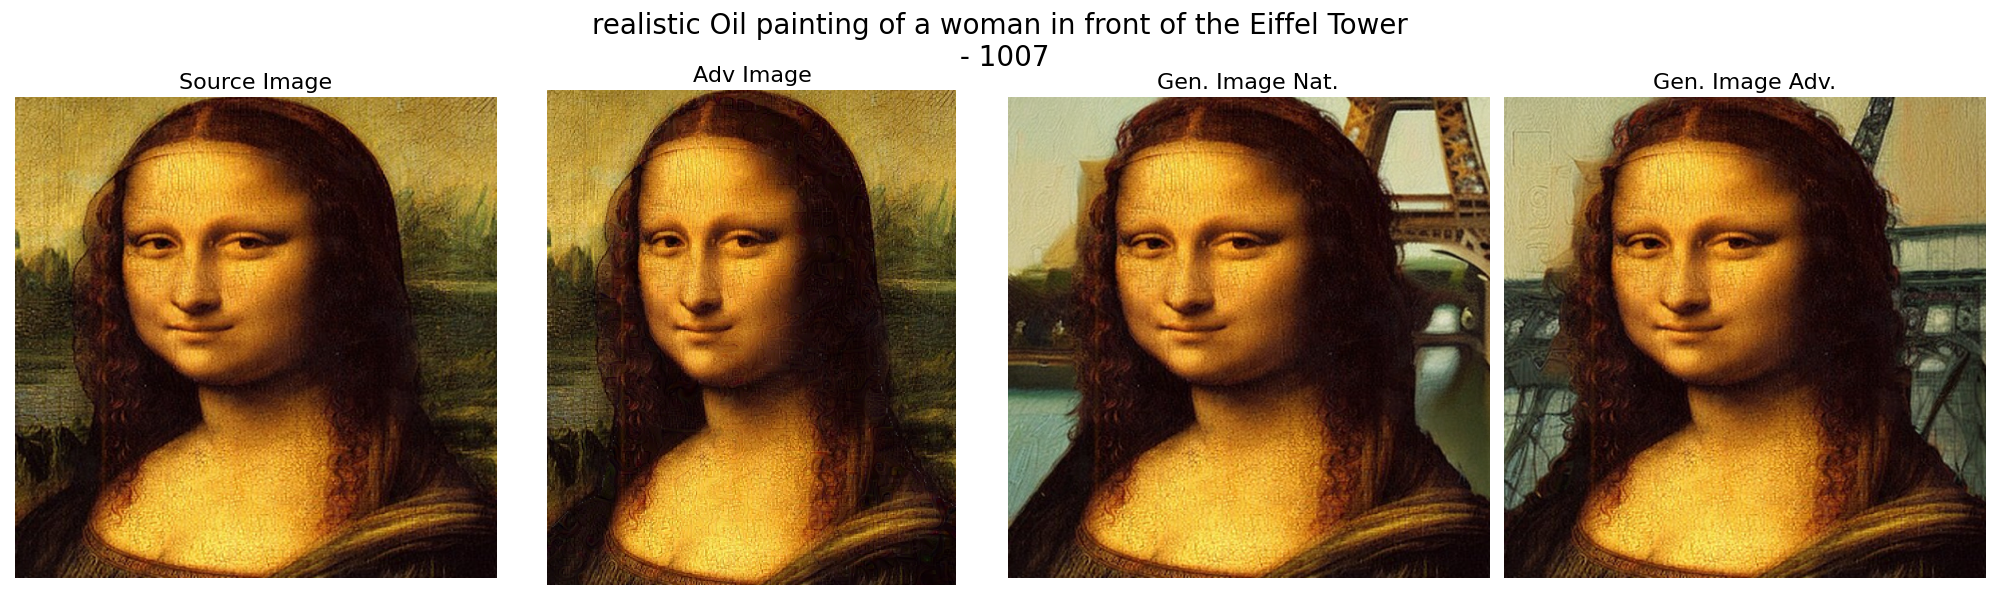 realistic Oil painting of a woman in front of the Eiffel Tower
- 1007
Source Image
Adv Image
Gen. Image Nat.
Gen. Image Adv.